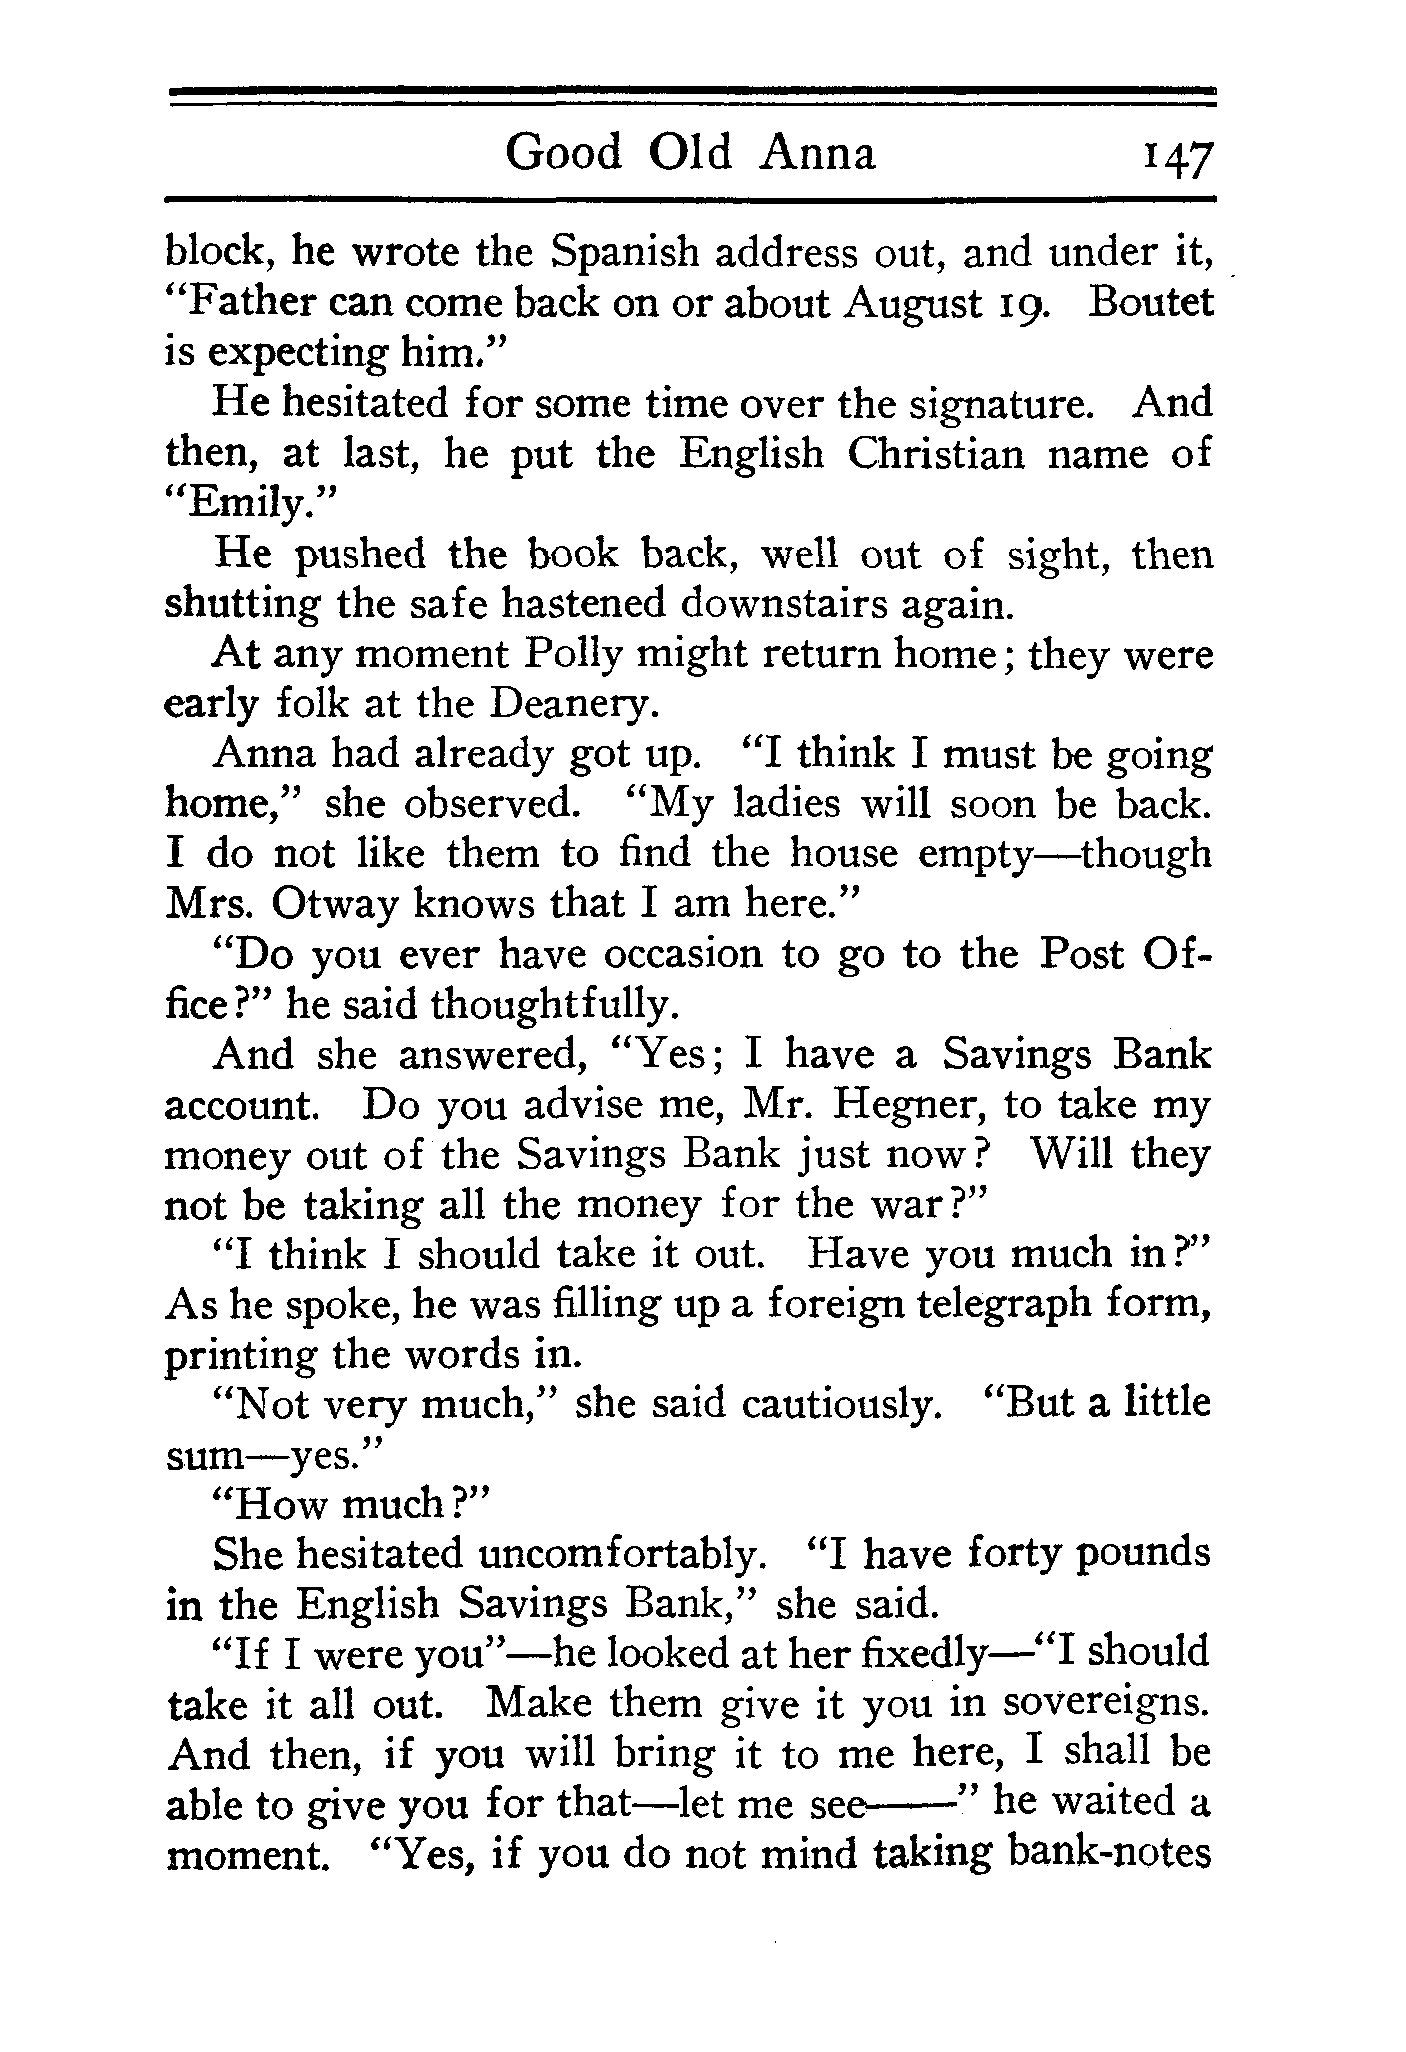 Good Old Anna 147
block, he wrote the Spanish address out, and under it,
"Father can come back on or about August 19. Boutet
is expecting him."
He hesitated for some time over the signature. And
then, at last, he put the English Christian name of
"Emily."
He pushed the book back, well out of sight, then
shutting the safe hastened downstairs again.
At any moment Polly might return home; they were
early folk at the Deanery.
Anna had already got up. "I think I must be going
home," she observed. "My ladies will soon be back.
I do not like them to find the house empty—though
Mrs. Otway knows that I am here."
"Do you ever have occasion to go to the Post Of-
fice?" he said thoughtfully.
And she answered, "Yes; I have a Savings Bank
account. Do you advise me, Mr. Hegner, to take my
money out of the Savings Bank just now? Will they
not be taking all the money for the war?"
"I think I should take it out. Have you much in?"
As he spoke, he was filling up a foreign telegraph form,
printing the words in.
"Not very much," she said cautiously. "But a little
sum—yes."
"How much?"
She hesitated uncomfortably. "I have forty pounds
in the English Savings Bank," she said.
"If I were you"—he looked at her fixedly—"I should
take it all out. Make them give it you in sovereigns.
And then, if you will bring it to me here, I shall be
able to give you for that—let me see——" he waited a
moment. "Yes, if you do not mind taking bank-notes